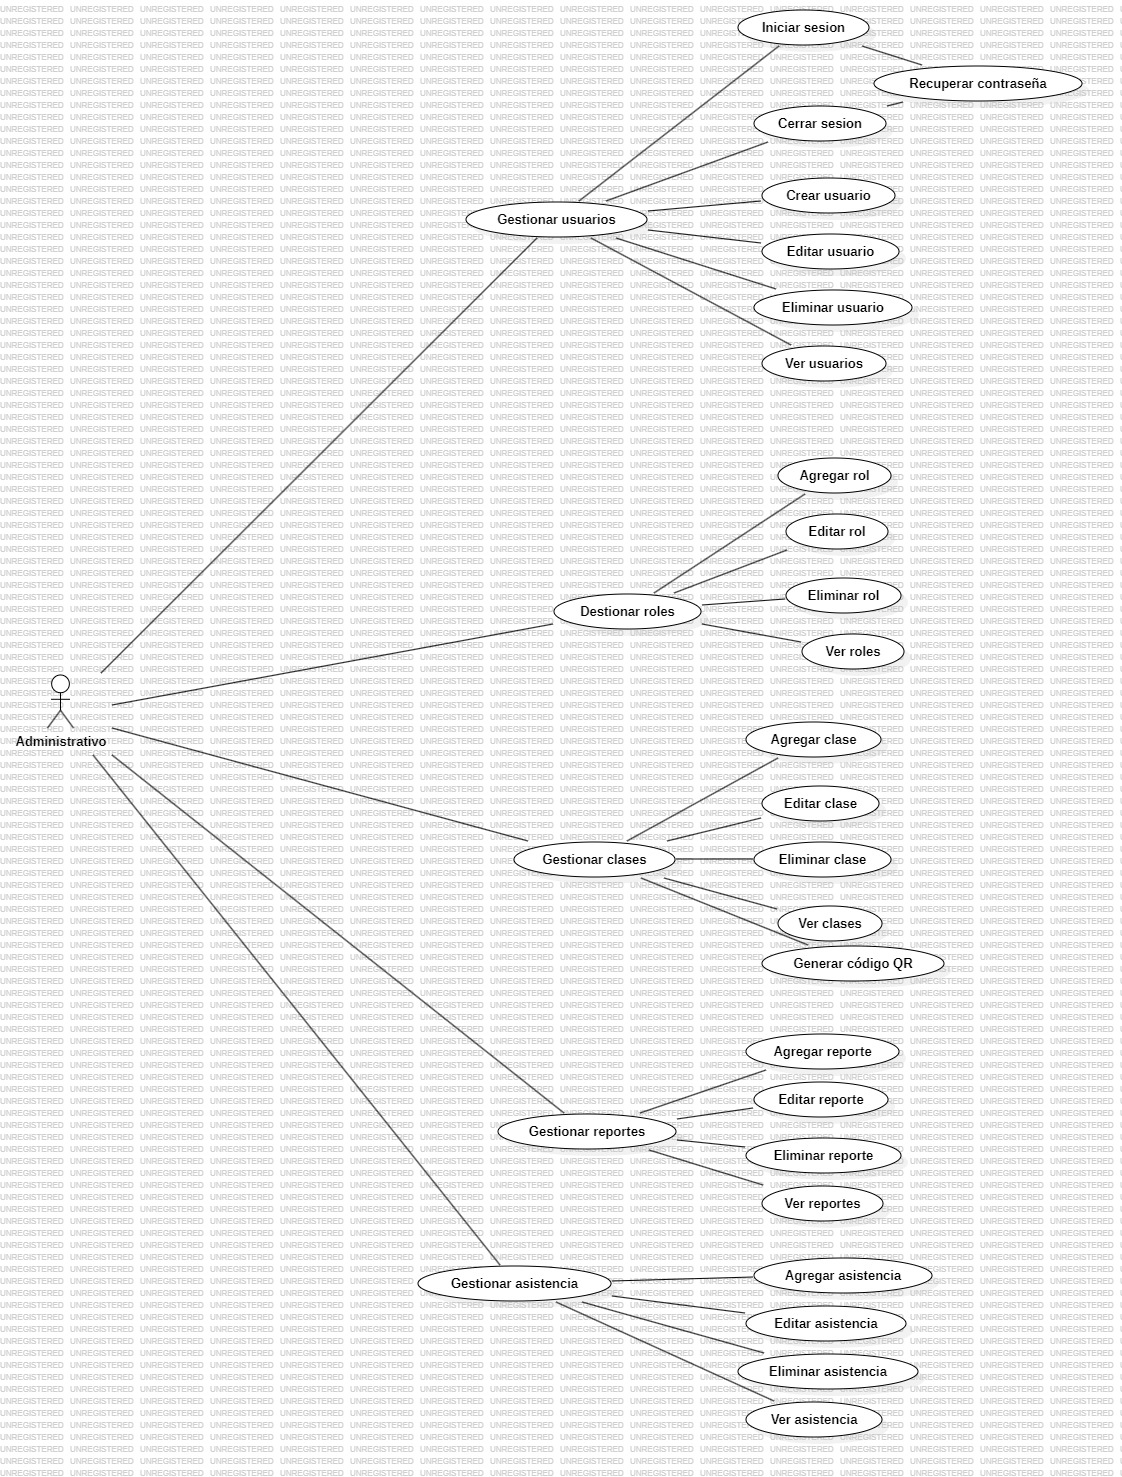 Iniciar sesion
Recuperar contraseña
Cerrar sesion
Crear usuario
Gestionar usuarios
Editar usuario
Eliminar usuario
Ver usuarios
Agregar rol
Editar rol
Eliminar rol
Destionar roles
Ver roles
Administrativo
Agregar clase
Editar clase
Gestionar clases
Eliminar clase
Ver clases
Generar código QR
Agregar reporte
Editar reporte
Gestionar reportes
Eliminar reporte
Ver reportes
Agregar asistencia
Gestionar asistencia
Editar asistencia
Eliminar asistencia
Ver asistencia
UNREGISTERED